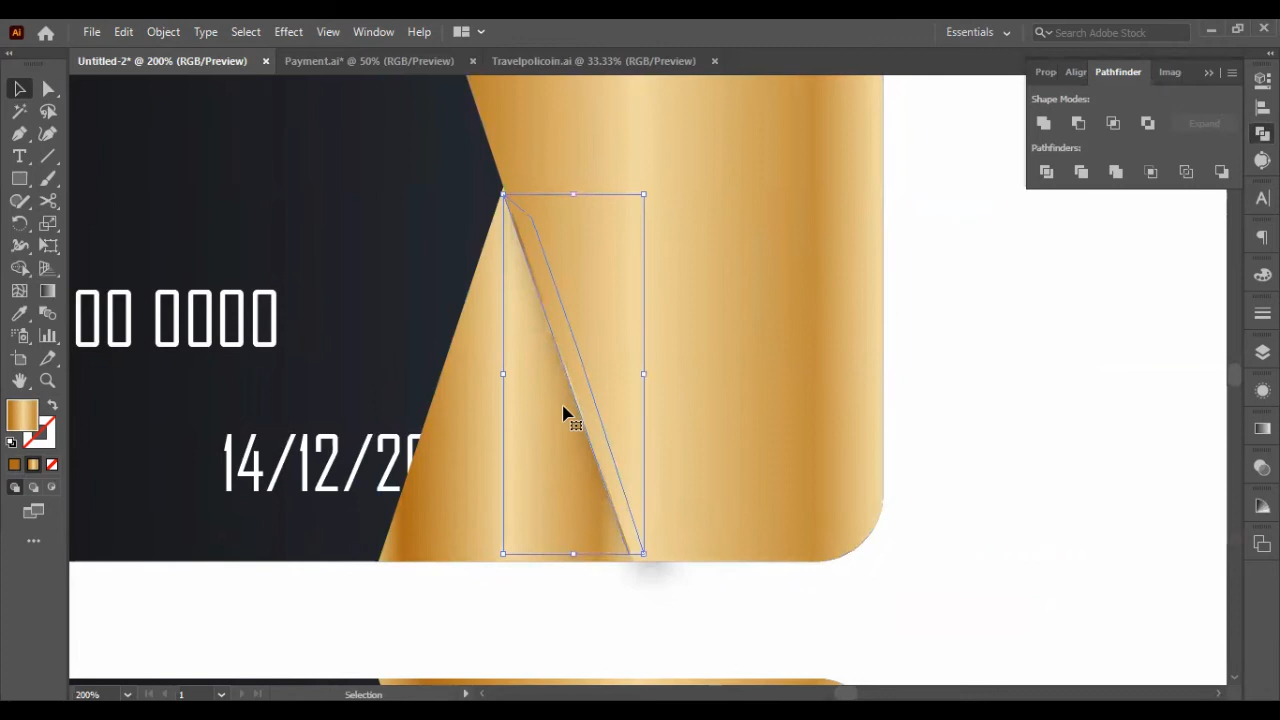 Ai File Edit Object Type Select Effect View Window Help Essentials Search Adobe Stock
Untitled-2* @ 200% (RGB/Preview) × Payment.ai* @ 50% (RGB/Preview) × Travelpolicoin.ai @ 33.33% (RGB/Preview) ×
Prop Aligr Pathfinder Imag
Shape Modes:
Expand
Pathfinders:
00 0000
14/12/20
200% 1 Selection